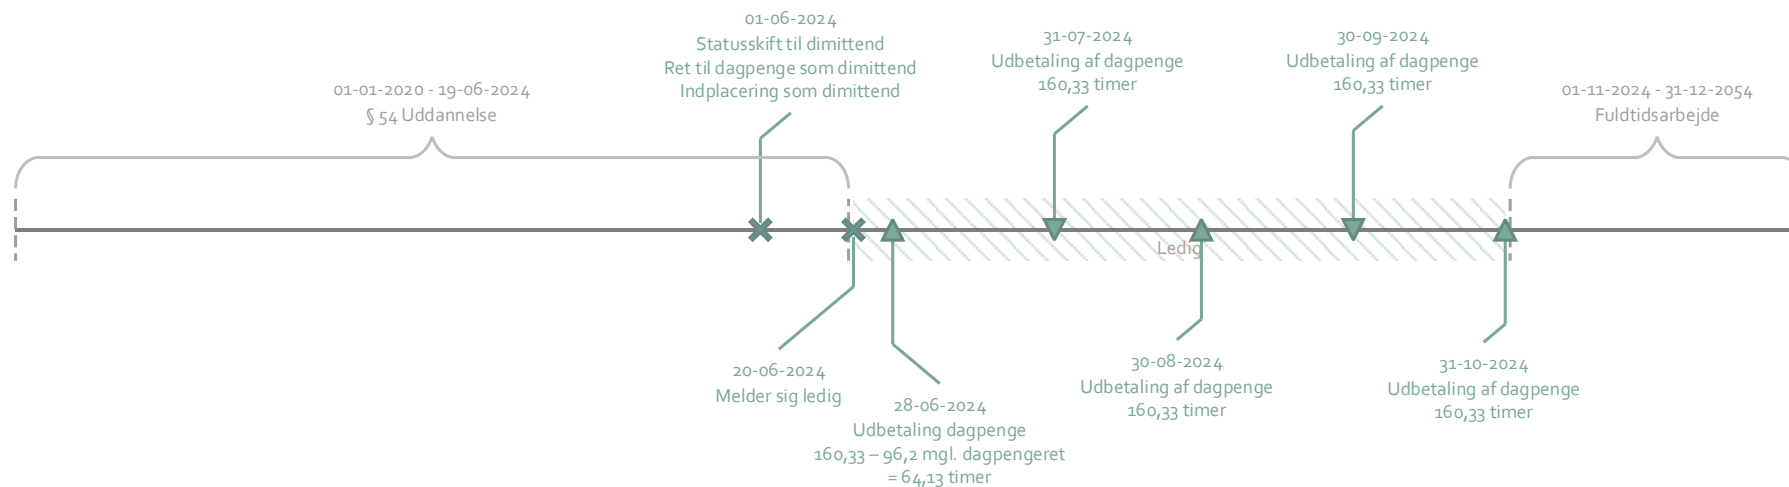 01-01-2020 - 19-06-2024
§ 54 Uddannelse
01-06-2024
Statusskift til dimittend
Ret til dagpenge som dimittend
Indplacering som dimittend
31-07-2024
Udbetaling af dagpenge
160,33 timer
30-09-2024
Udbetaling af dagpenge
160,33 timer
01-11-2024 - 31-12-2054
Fuldtidsarbejde
Ledig
20-06-2024
Melder sig ledig
28-06-2024
Udbetaling dagpenge
160,33 – 96,2 mgl. dagpengeret
= 64,13 timer
30-08-2024
Udbetaling af dagpenge
160,33 timer
31-10-2024
Udbetaling af dagpenge
160,33 timer